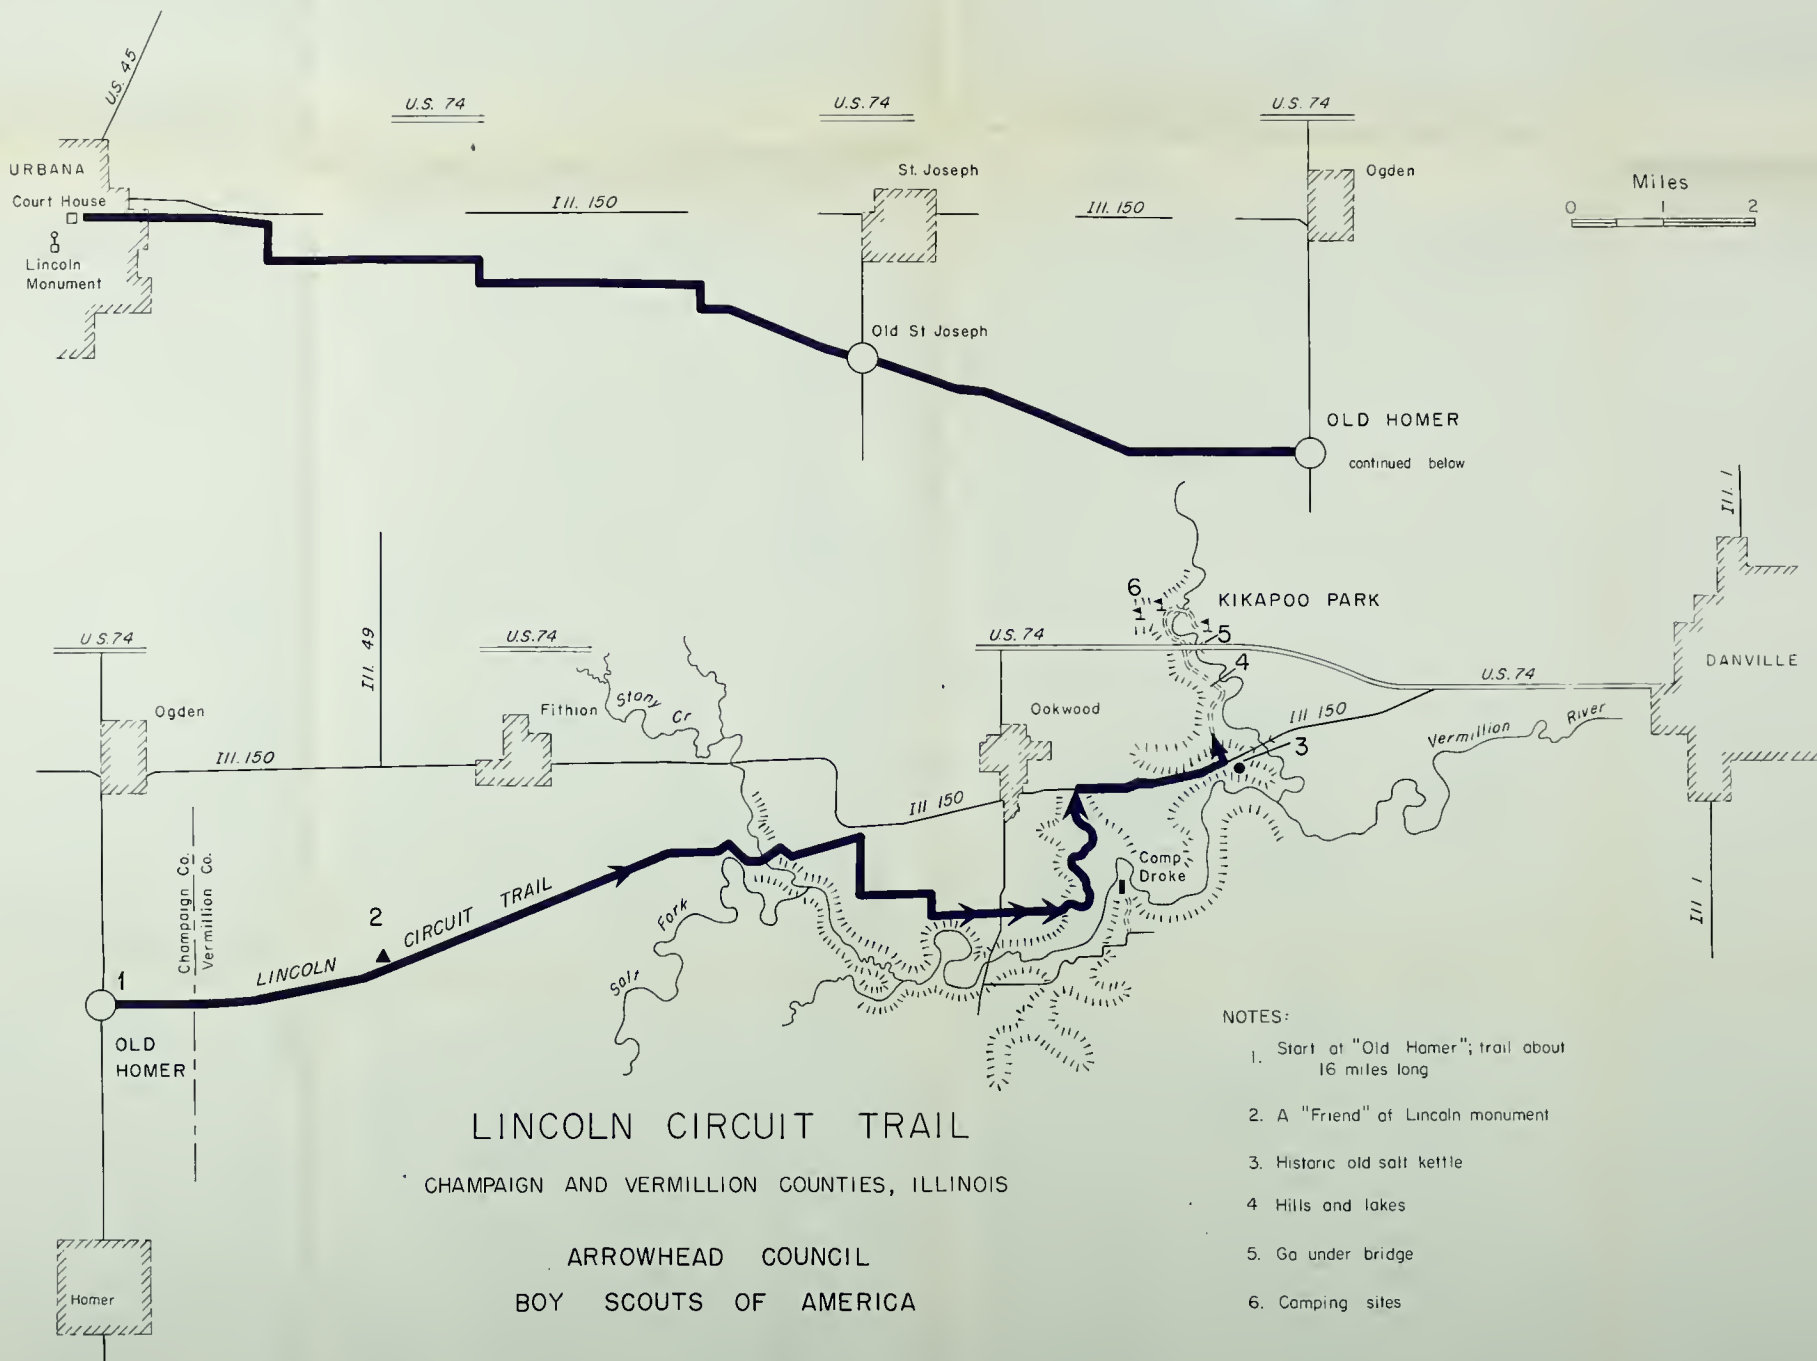 U.S. 45
U.S. 74
U.S. 74
U.S. 74
URBANA
Court House
Lincoln
Monument
Ill. 150
St. Joseph
Ill. 150
Ogden
Miles
0 1 2
Old St Joseph
OLD HOMER
continued below
Ill. 1
Ill. 49
6
1
1
1
KIKAPOO PARK
5
4
U.S. 74
U.S. 74
U.S. 74
U.S. 74
DANVILLE
Ogden
Fithion
Stony Cr
Oakwood
Ill 150
3
Vermillion River
Ill. 150
Ill 150
Champaign Co.
Vermillion Co.
2
LINCOLN CIRCUIT TRAIL
Salt Fork
Camp
Droke
Ill 1
1
OLD
HOMER
Homer
LINCOLN CIRCUIT TRAIL
CHAMPAIGN AND VERMILLION COUNTIES, ILLINOIS
ARROWHEAD COUNCIL
BOY SCOUTS OF AMERICA
NOTES:
1. Start at "Old Homer"; trail about
16 miles long
2. A "Friend" of Lincoln monument
3. Historic old salt kettle
4 Hills and lakes
5. Go under bridge
6. Camping sites